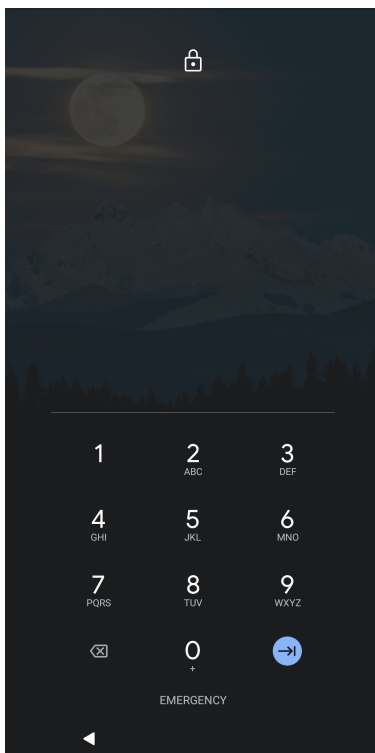 1 2 3
ABC DEF
4 5 6
GHI JKL MNO
7 8 9
PQRS TUV WXYZ
0
+
EMERGENCY